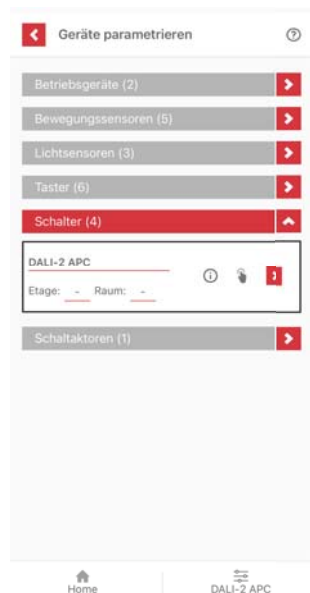 Geräte parametrieren
Betriebsgeräte (2)
Bewegungssensoren (5)
Lichtsensoren (3)
Taster (6)
Schalter (4)
DALI-2 APC
Etage: - Raum: -
Schaltaktoren (1)
Home DALI-2 APC